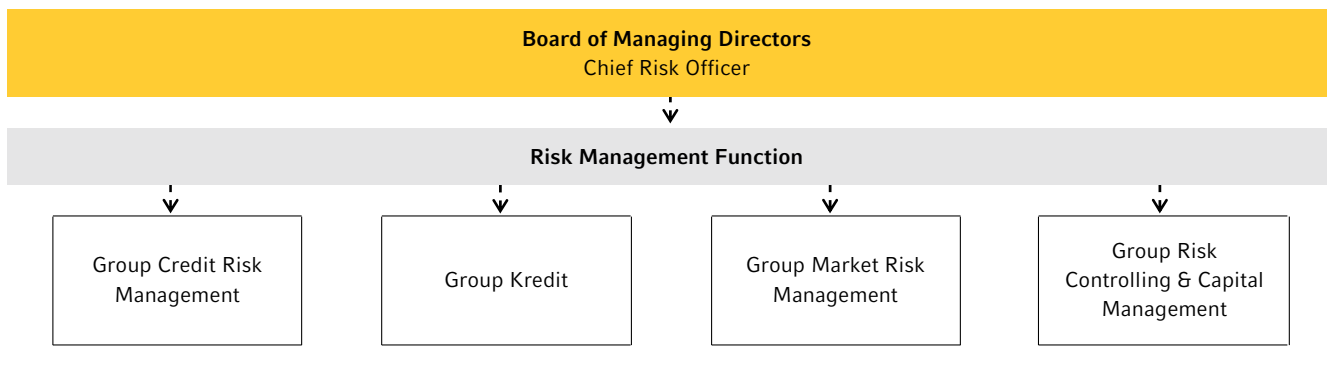 Board of Managing Directors
Chief Risk Officer
Risk Management Function
Group Credit Risk
Management
Group Kredit
Group Market Risk
Management
Group Risk
Controlling & Capital
Management